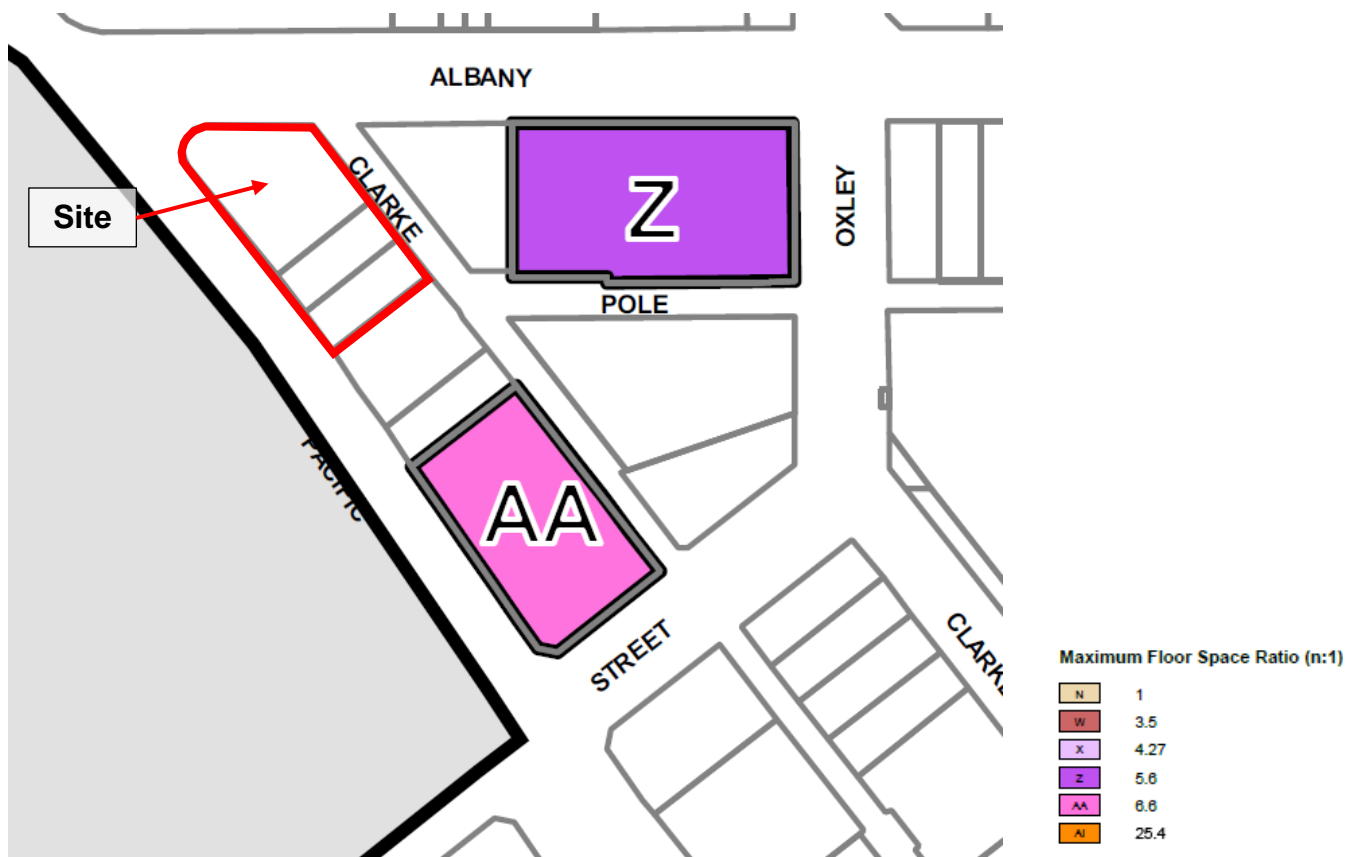 ALBANY
CLARKE
Site
Z
OXLEY
POLE
PACIFIC
AA
STREET
CLARKE
Maximum Floor Space Ratio (n:1)
N 1
W 3.5
X 4.27
Z 5.6
AA 6.6
AI 25.4